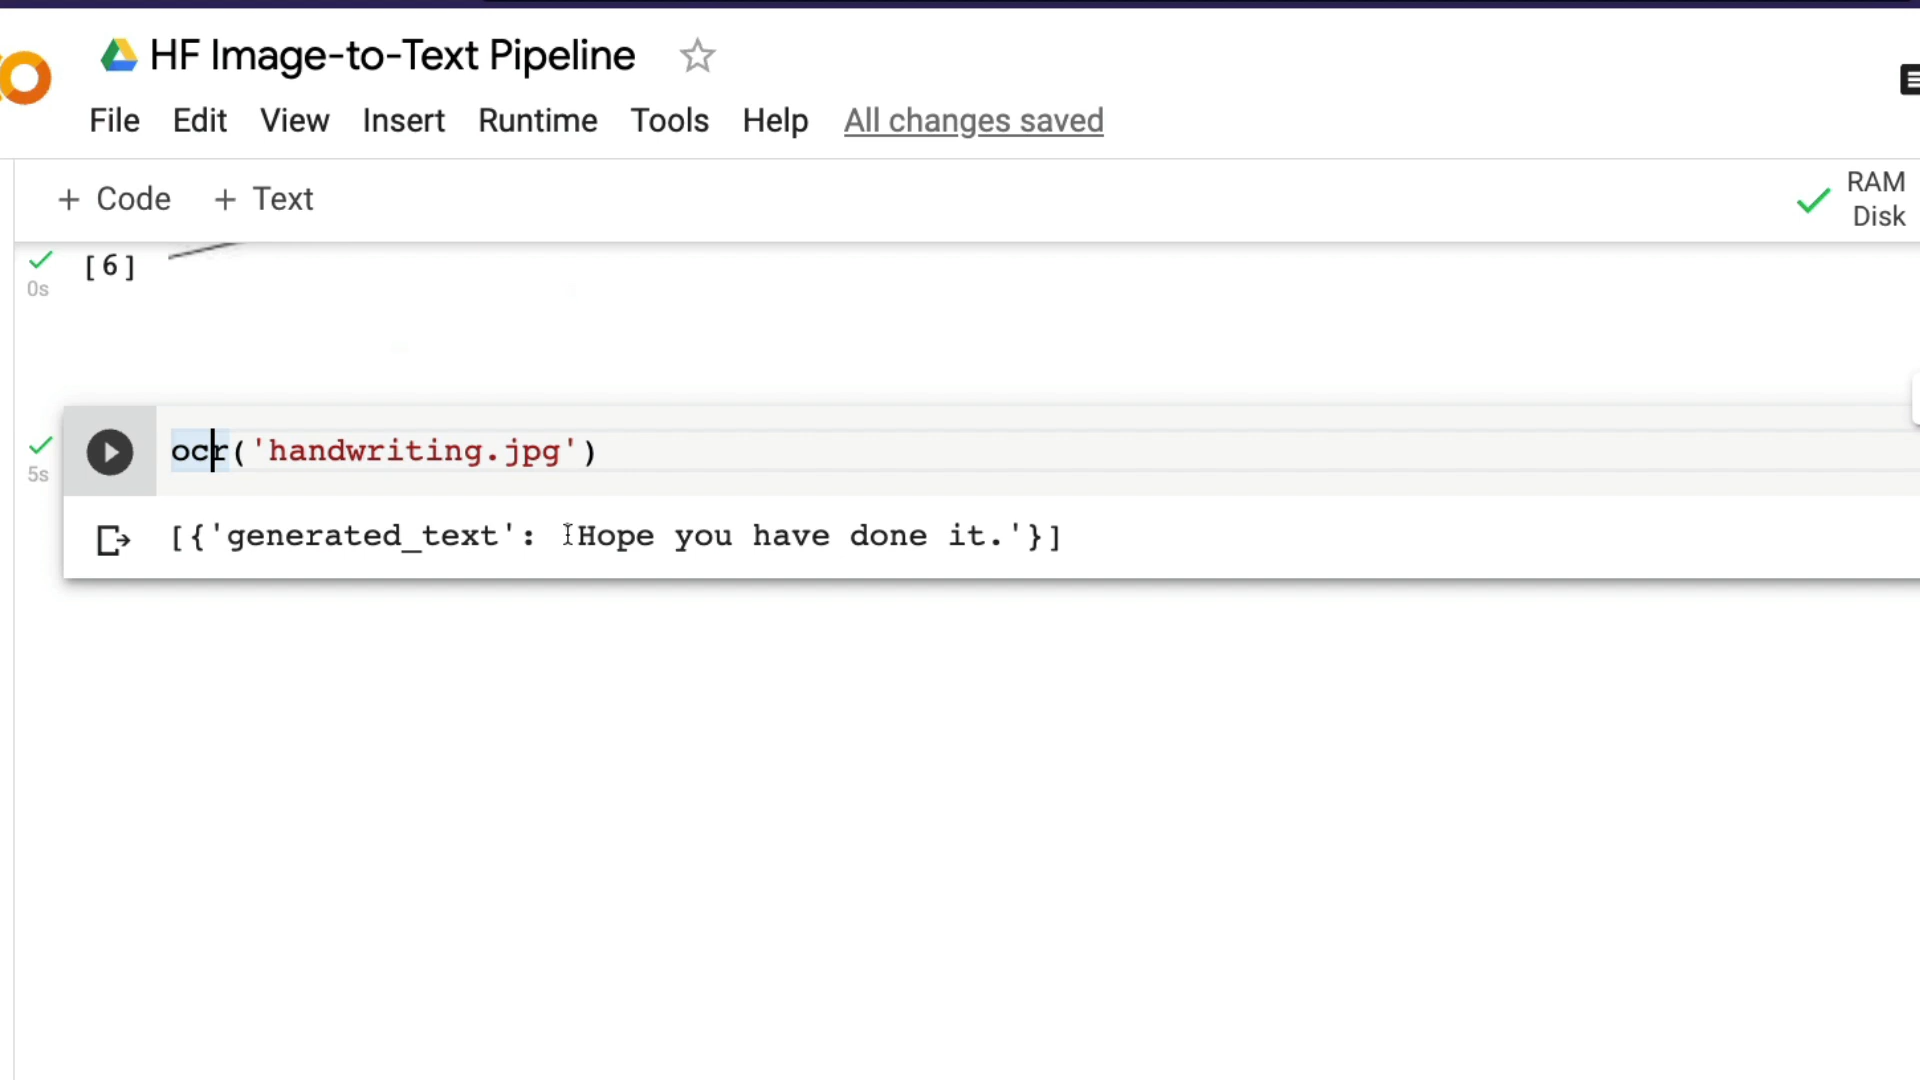 HF Image-to-Text Pipeline
File Edit View Insert Runtime Tools Help All changes saved
+ Code + Text
RAM
Disk
[6]
0s
ocr('handwriting.jpg')
5s
[{'generated_text': 'Hope you have done it.'}]